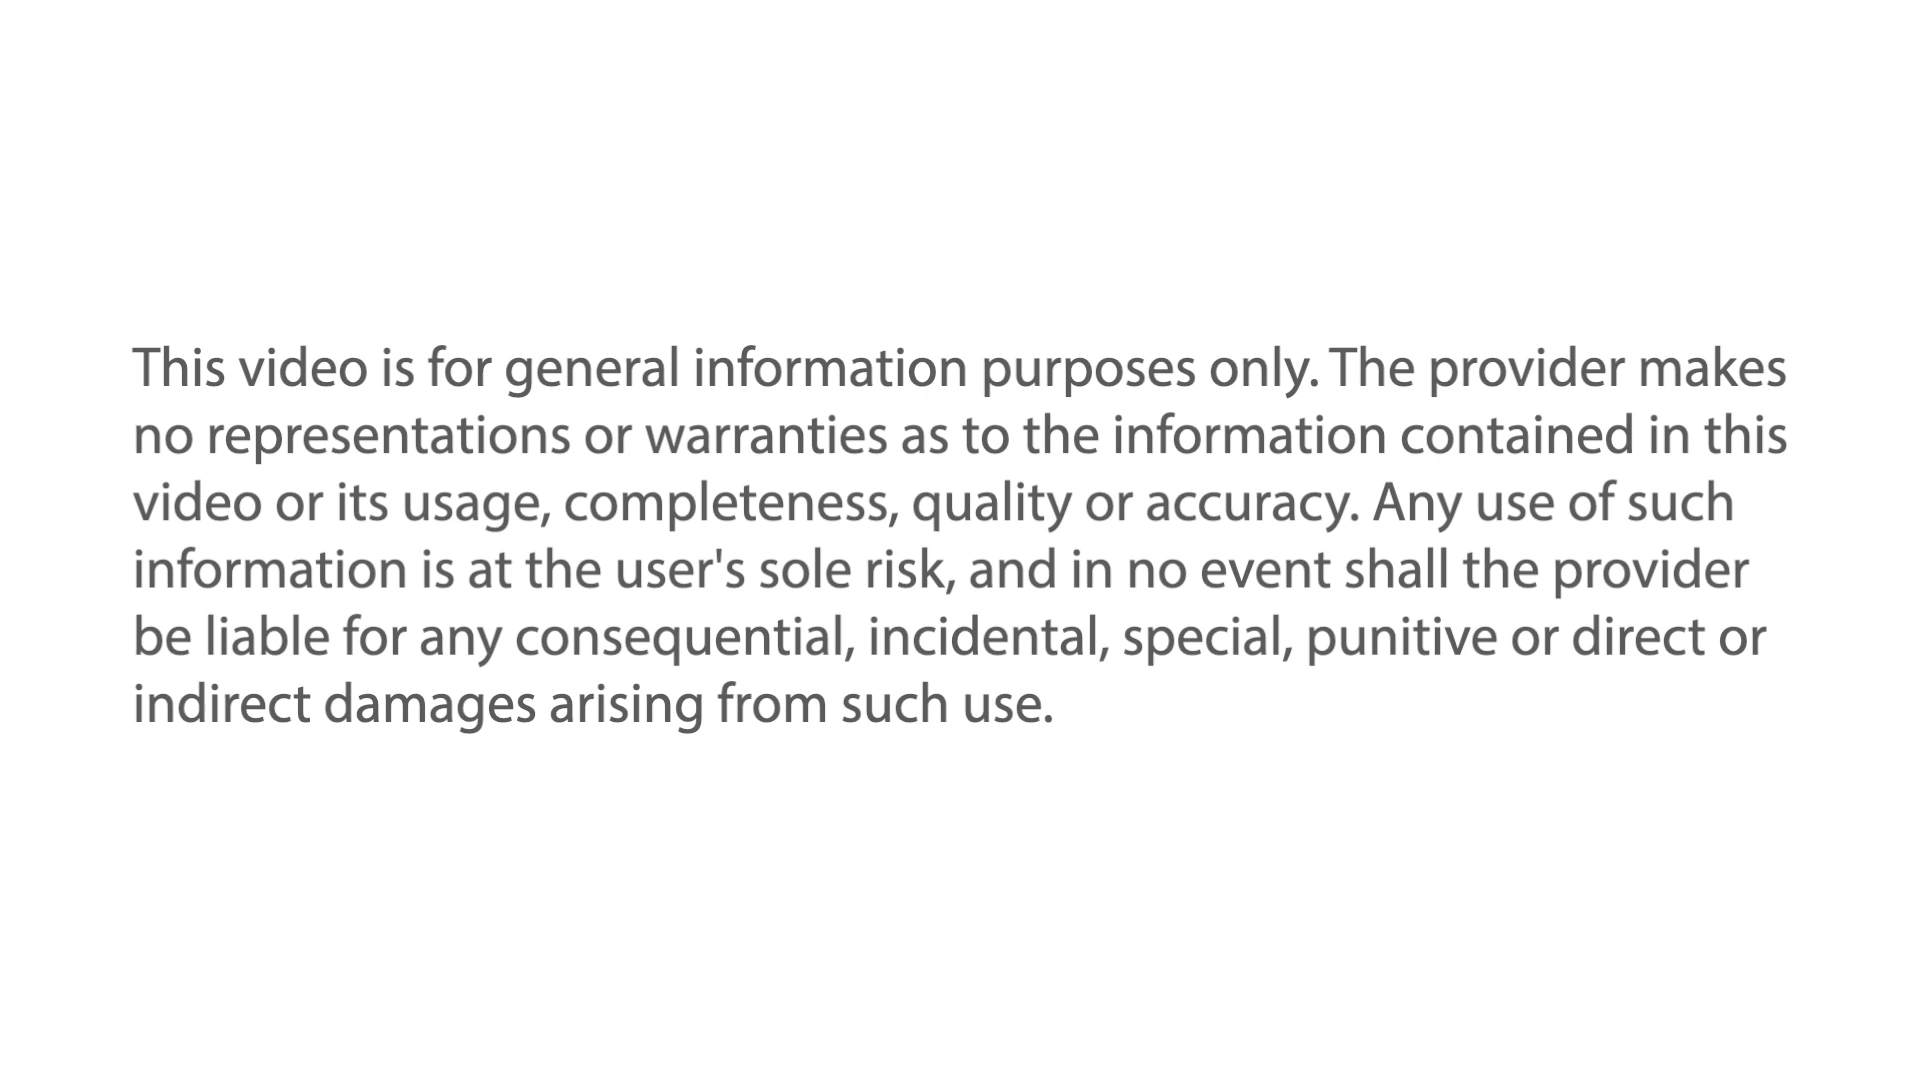 This video is for general information purposes only. The provider makes
no representations or warranties as to the information contained in this
video or its usage, completeness, quality or accuracy. Any use of such
information is at the user's sole risk, and in no event shall the provider
be liable for any consequential, incidental, special, punitive or direct or
indirect damages arising from such use.